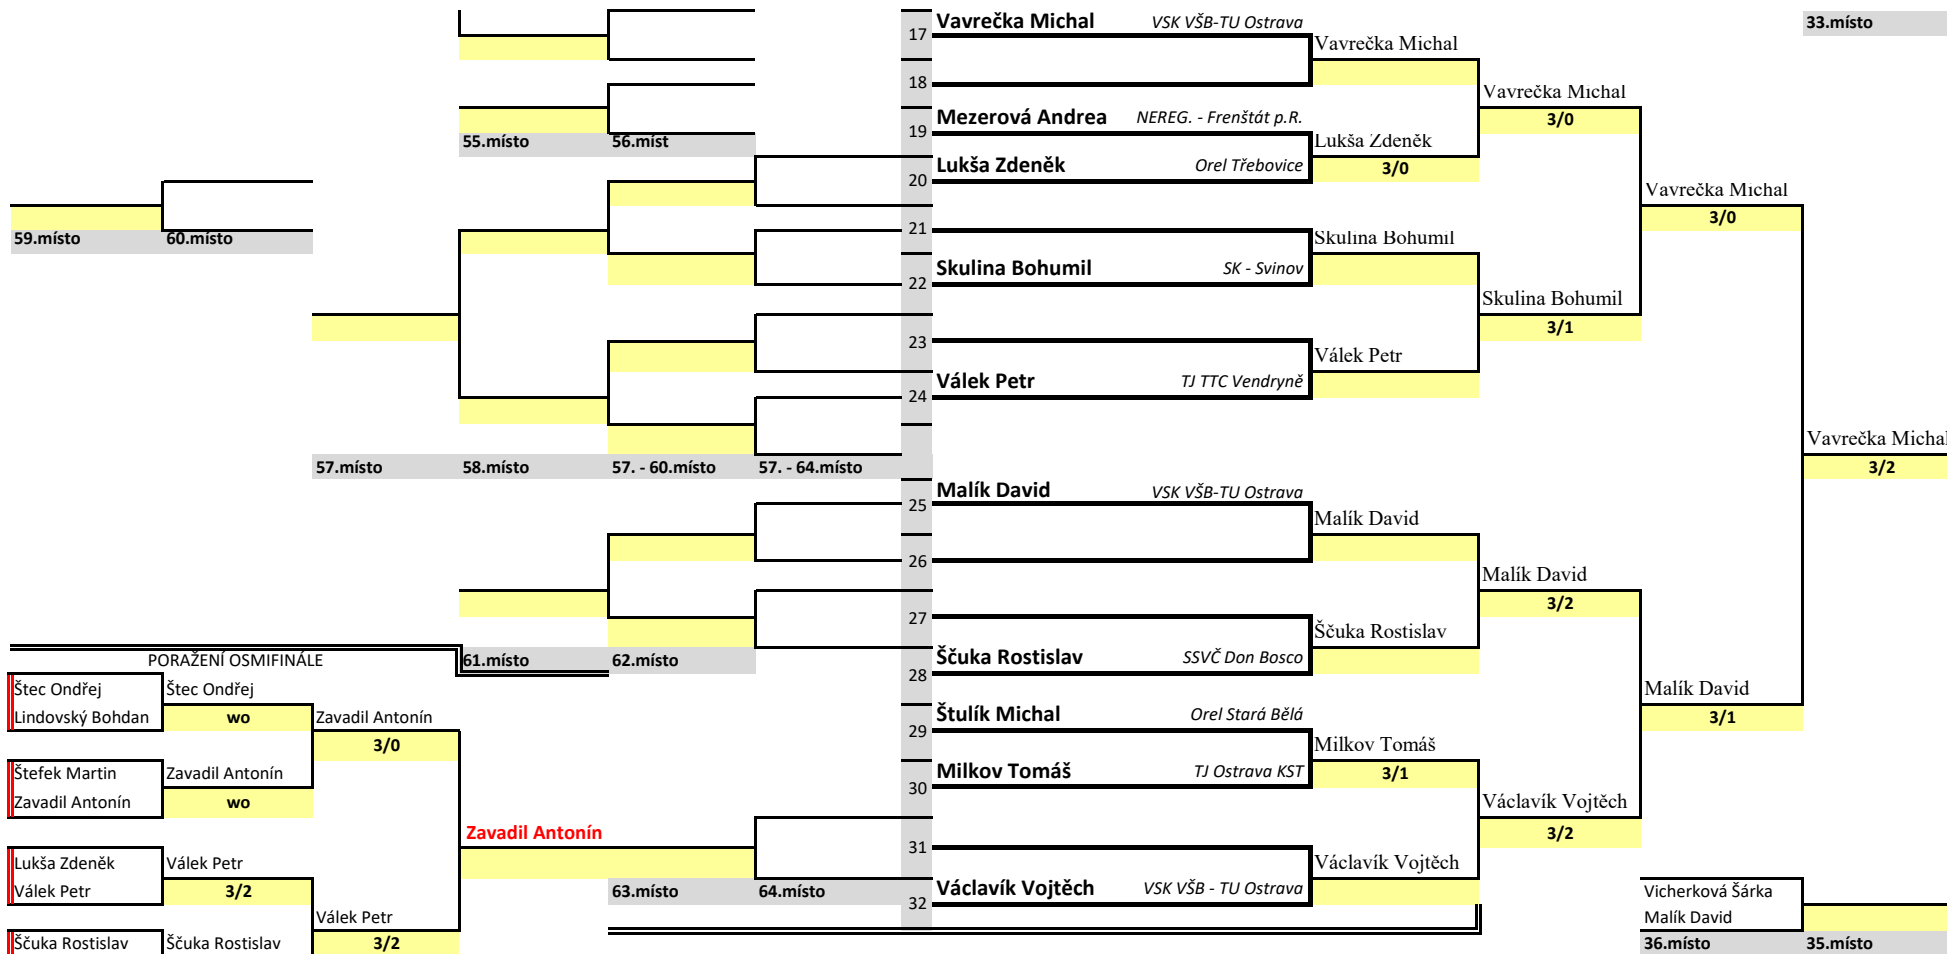 Vavrečka Michal VSK VŠB-TU Ostrava 33.místo
17
Vavrečka Michal
18
Vavrečka Michal
Mezerová Andrea NEREG. - Frenštát p.R. 3/0
19
55.místo 56.míst Lukša Zdeněk
Lukša Zdeněk Orel Třebovice 3/0
20
Vavrečka Michal
3/0
21
59.místo 60.místo Skulina Bohumil
Skulina Bohumil SK - Svinov
22
Skulina Bohumil
3/1
23
Válek Petr
Válek Petr TJ TTC Vendryně
24
Vavrečka Michal
57.místo 58.místo 57. - 60.místo 57. - 64.místo 3/2
Malík David VSK VŠB-TU Ostrava
25
Malík David
26
Malík David
3/2
27
Ščuka Rostislav
PORAŽENÍ OSMIFINÁLE 61.místo 62.místo Ščuka Rostislav SSVČ Don Bosco
28
Štec Ondřej Štec Ondřej Malík David
Lindovský Bohdan wo Zavadil Antonín Štulík Michal Orel Stará Bělá 3/1
29
3/0 Milkov Tomáš
Štefek Martin Zavadil Antonín Milkov Tomáš TJ Ostrava KST 3/1
30
Zavadil Antonín wo Václavík Vojtěch
Zavadil Antonín 3/2
31
Lukša Zdeněk Válek Petr Václavík Vojtěch
Válek Petr 3/2 63.místo 64.místo Václavík Vojtěch VSK VŠB - TU Ostrava Vicherková Šárka
32
Válek Petr Malík David
Ščuka Rostislav Ščuka Rostislav 3/2 36.místo 35.místo